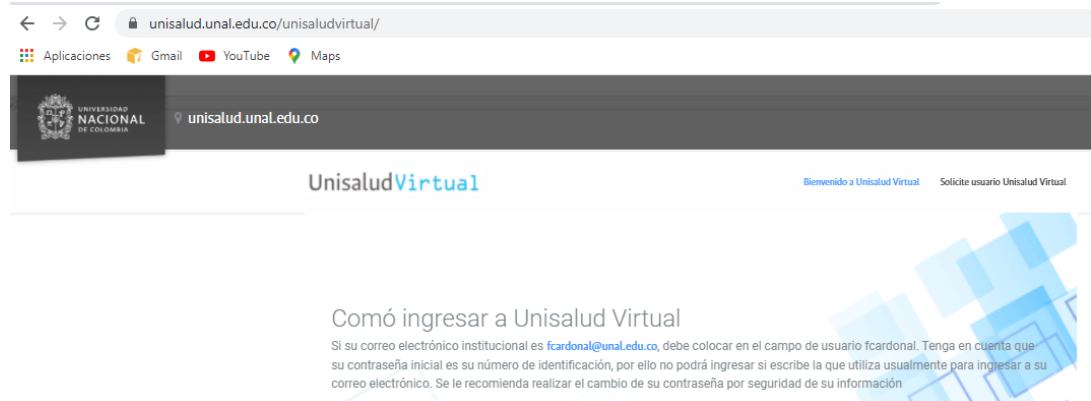 unisalud.unal.edu.co/unisaludvirtual/
Aplicaciones Gmail YouTube Maps
UNIVERSIDAD
NACIONAL
DE COLOMBIA
unisalud.unal.edu.co
UnisaludVirtual
Bienvenido a Unisalud Virtual Solicite usuario Unisalud Virtual
Comó ingresar a Unisalud Virtual
Si su correo electrónico institucional es fcardonal@unal.edu.co, debe colocar en el campo de usuario fcardonal. Tenga en cuenta que
su contraseña inicial es su número de identificación, por ello no podrá ingresar si escribe la que utiliza usualmente para ingresar a su
correo electrónico. Se le recomienda realizar el cambio de su contraseña por seguridad de su información